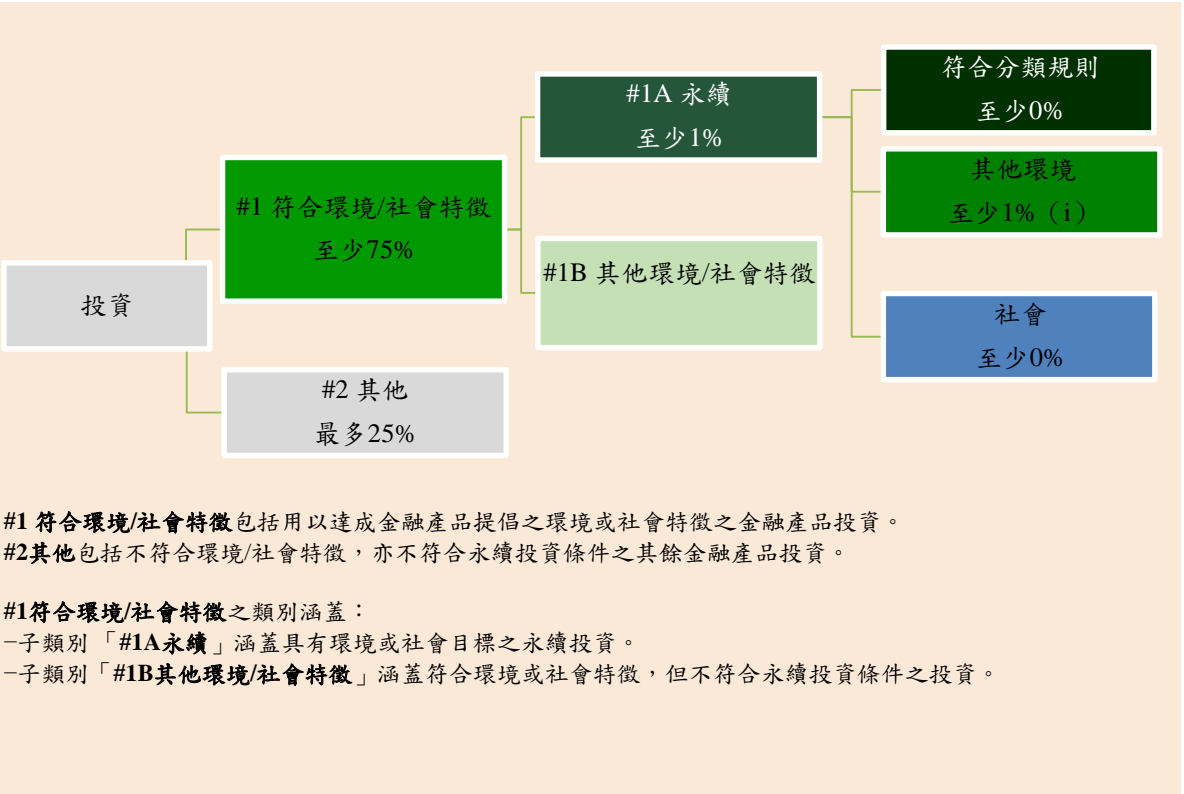 符合分類規則
至少0%
#1A 永續
至少1%
其他環境
至少1%（i）
#1 符合環境/社會特徵
至少75%
#1B 其他環境/社會特徵
投資
社會
至少0%
#2 其他
最多25%
#1 符合環境/社會特徵包括用以達成金融產品提倡之環境或社會特徵之金融產品投資。
#2其他包括不符合環境/社會特徵，亦不符合永續投資條件之其餘金融產品投資。
#1符合環境/社會特徵之類別涵蓋：
−子類別「#1A永續」涵蓋具有環境或社會目標之永續投資。
−子類別「#1B其他環境/社會特徵」涵蓋符合環境或社會特徵，但不符合永續投資條件之投資。